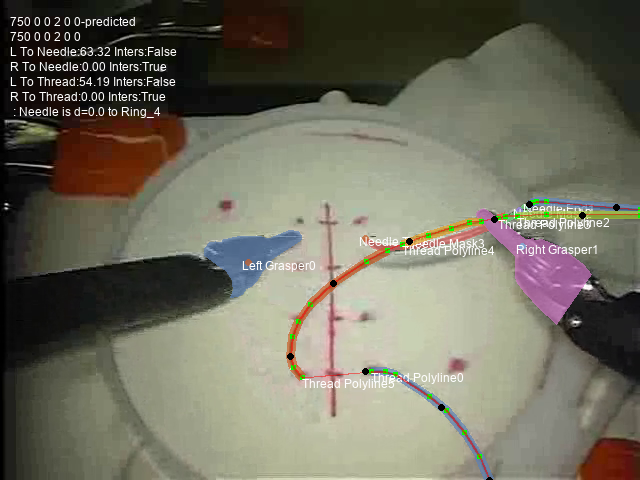 750 0 0 2 0 0-predicted
750 0 0 2 0 0
L To Needle:63.32 Inters:False
R To Needle:0.00 Inters:True
L To Thread:54.19 Inters:False
R To Thread:0.00 Inters:True
: Needle is d=0.0 to Ring_4
Thread Polyline2
Needle Mask3
Right Grasper1
Thread Polyline4
Left Grasper0
Thread Polyline5
Thread Polyline0